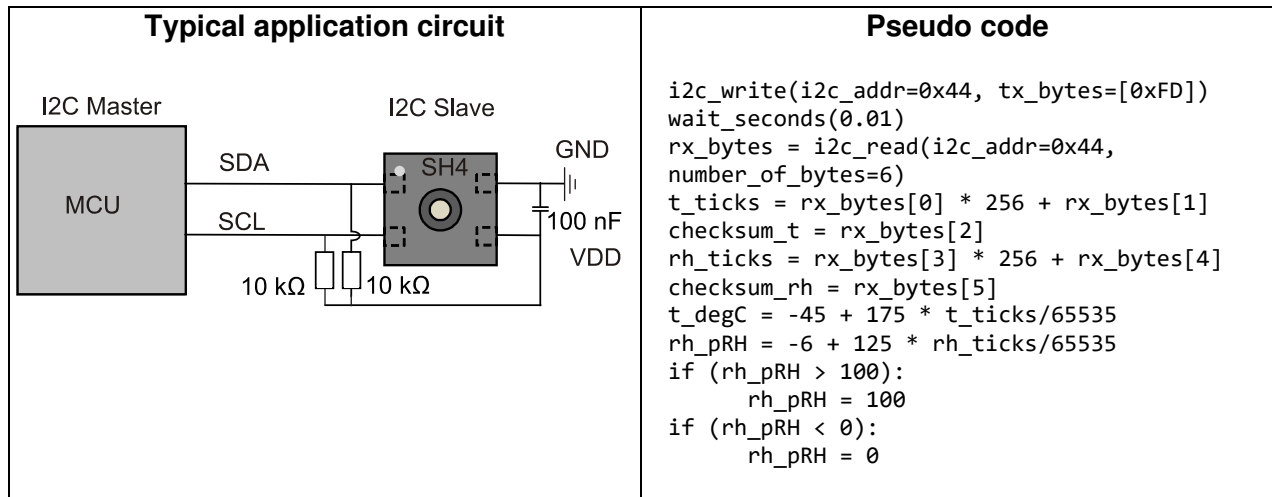 Typical application circuit
I2C Master
I2C Slave
MCU
SDA
SCL
SH4
GND
100 nF
VDD
10 kΩ
10 kΩ
Pseudo code
i2c_write(i2c_addr=0x44, tx_bytes=[0xFD])
wait_seconds(0.01)
rx_bytes = i2c_read(i2c_addr=0x44,
number_of_bytes=6)
t_ticks = rx_bytes[0] * 256 + rx_bytes[1]
checksum_t = rx_bytes[2]
rh_ticks = rx_bytes[3] * 256 + rx_bytes[4]
checksum_rh = rx_bytes[5]
t_degC = -45 + 175 * t_ticks/65535
rh_pRH = -6 + 125 * rh_ticks/65535
if (rh_pRH > 100):
rh_pRH = 100
if (rh_pRH < 0):
rh_pRH = 0